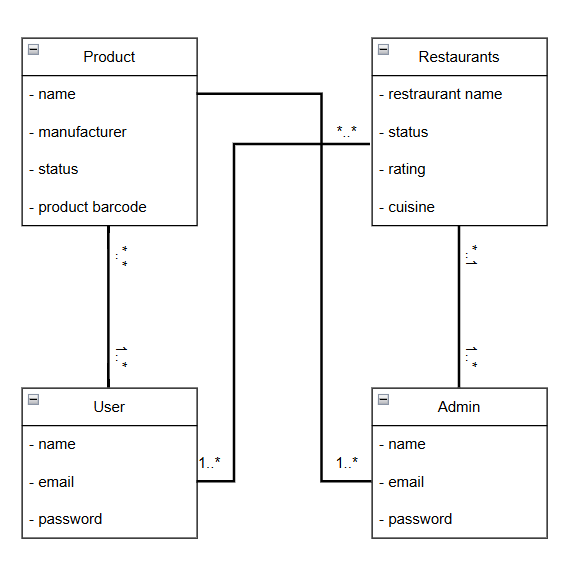 Product
- name
- manufacturer
- status
- product barcode
Restaurants
- restraurant name
- status
- rating
- cuisine
*..*
*..*
1..*
1..*
1..*
User
- name
- email
- password
1..*
1..*
Admin
- name
- email
- password